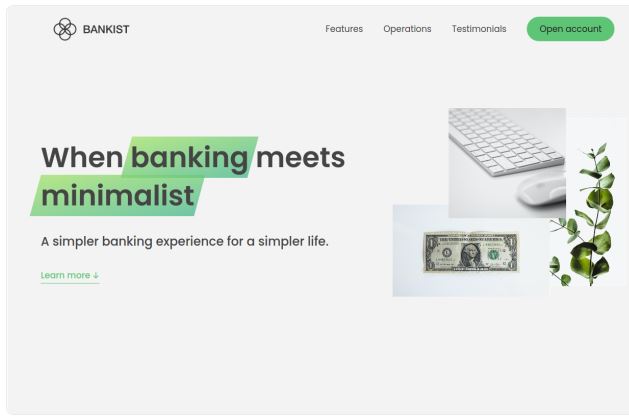 BANKIST
Features Operations Testimonials Open account
When banking meets
minimalist
A simpler banking experience for a simpler life.
Learn more ↓